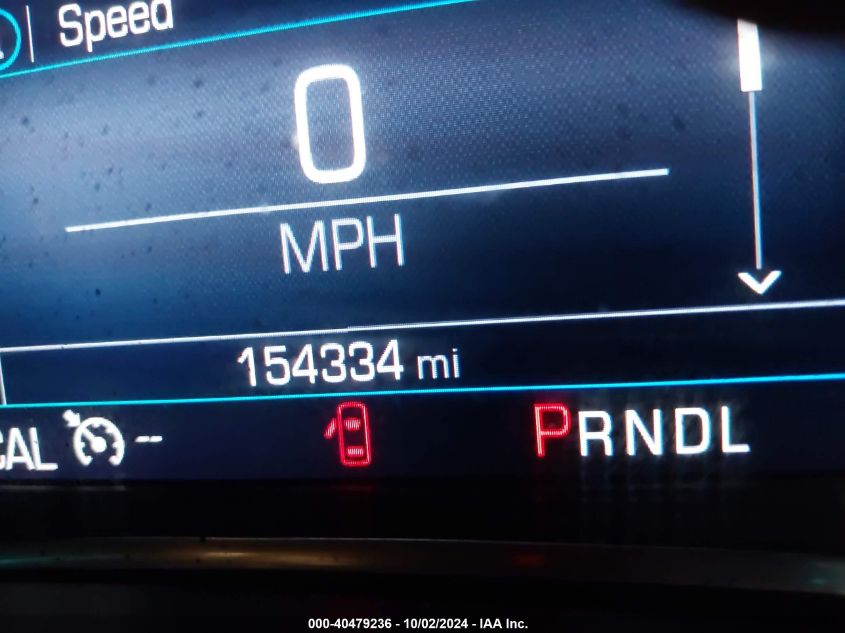 Speed
0
MPH
154334 mi
CAL -- PRNDL
000-40479236 - 10/02/2024 - IAA Inc.